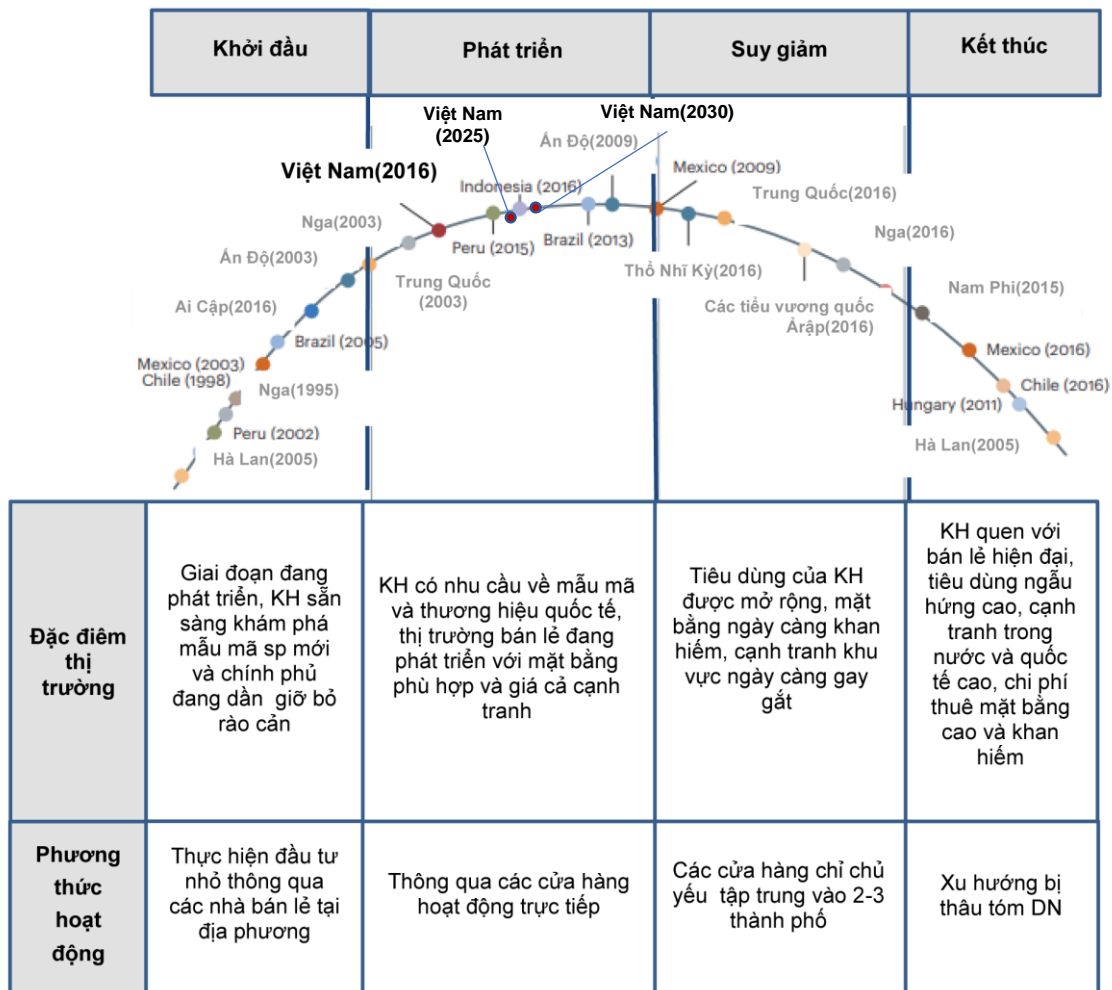 Khởi đầu
Phát triển
Suy giảm
Kết thúc
Việt Nam
(2025)
Việt Nam(2030)
Ấn Độ(2009)
Việt Nam(2016)
Indonesia (2016)
Mexico (2009)
Trung Quốc(2016)
Nga(2003)
Peru (2015)
Brazil (2013)
Nga(2016)
Ấn Độ(2003)
Trung Quốc
(2003)
Thổ Nhĩ Kỳ(2016)
Ai Cập(2016)
Các tiểu vương quốc
Ảrập(2016)
Nam Phi(2015)
Brazil (2005)
Mexico (2003)
Chile (1998)
Nga(1995)
Mexico (2016)
Chile (2016)
Hungary (2011)
Peru (2002)
Hà Lan(2005)
Hà Lan(2005)
Đặc điêm
thị
trường
Giai đoạn đang
phát triển, KH sẵn
sàng khám phá
mẫu mã sp mới
và chính phủ
đang dần giỡ bỏ
rào cản
KH có nhu cầu về mẫu mã
và thương hiệu quốc tế,
thị trường bán lẻ đang
phát triển với mặt bằng
phù hợp và giá cả cạnh
tranh
Tiêu dùng của KH
được mở rộng, mặt
bằng ngày càng khan
hiếm, cạnh tranh khu
vực ngày càng gay
gắt
KH quen với
bán lẻ hiện đại,
tiêu dùng ngẫu
hứng cao, cạnh
tranh trong
nước và quốc
tế cao, chi phí
thuê mặt bằng
cao và khan
hiếm
Phương
thức
hoạt
động
Thực hiện đầu tư
nhỏ thông qua
các nhà bán lẻ tại
địa phương
Thông qua các cửa hàng
hoạt động trực tiếp
Các cửa hàng chỉ chủ
yếu tập trung vào 2-3
thành phố
Xu hướng bị
thâu tóm DN